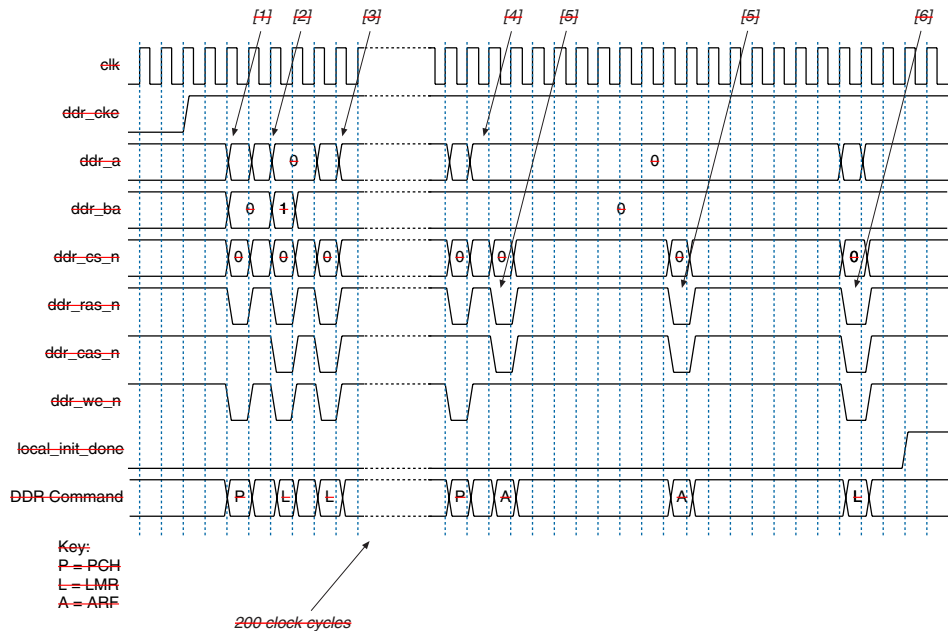 [1] [2] [3] [4] [5] [5] [6]
clk
ddr_cke
ddr_a 0 0
ddr_ba 0 1 0
ddr_cs_n 0 0 0 0 0 0 0
ddr_ras_n
ddr_cas_n
ddr_we_n
local_init_done
DDR Command P L L P A A L
Key:
P = PCH
L = LMR
A = ARF
200 clock cycles